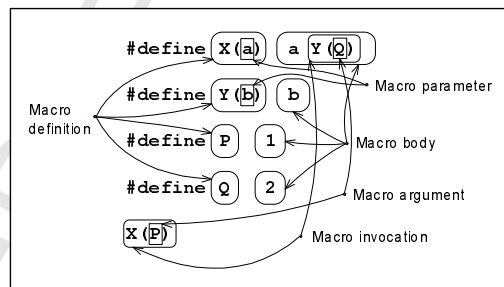 #define X(a) a Y(Q)
#define Y(b) b
Macro parameter
Macro
definition
#define P 1
Macro body
#define Q 2
Macro argument
X(P)
Macro invocation